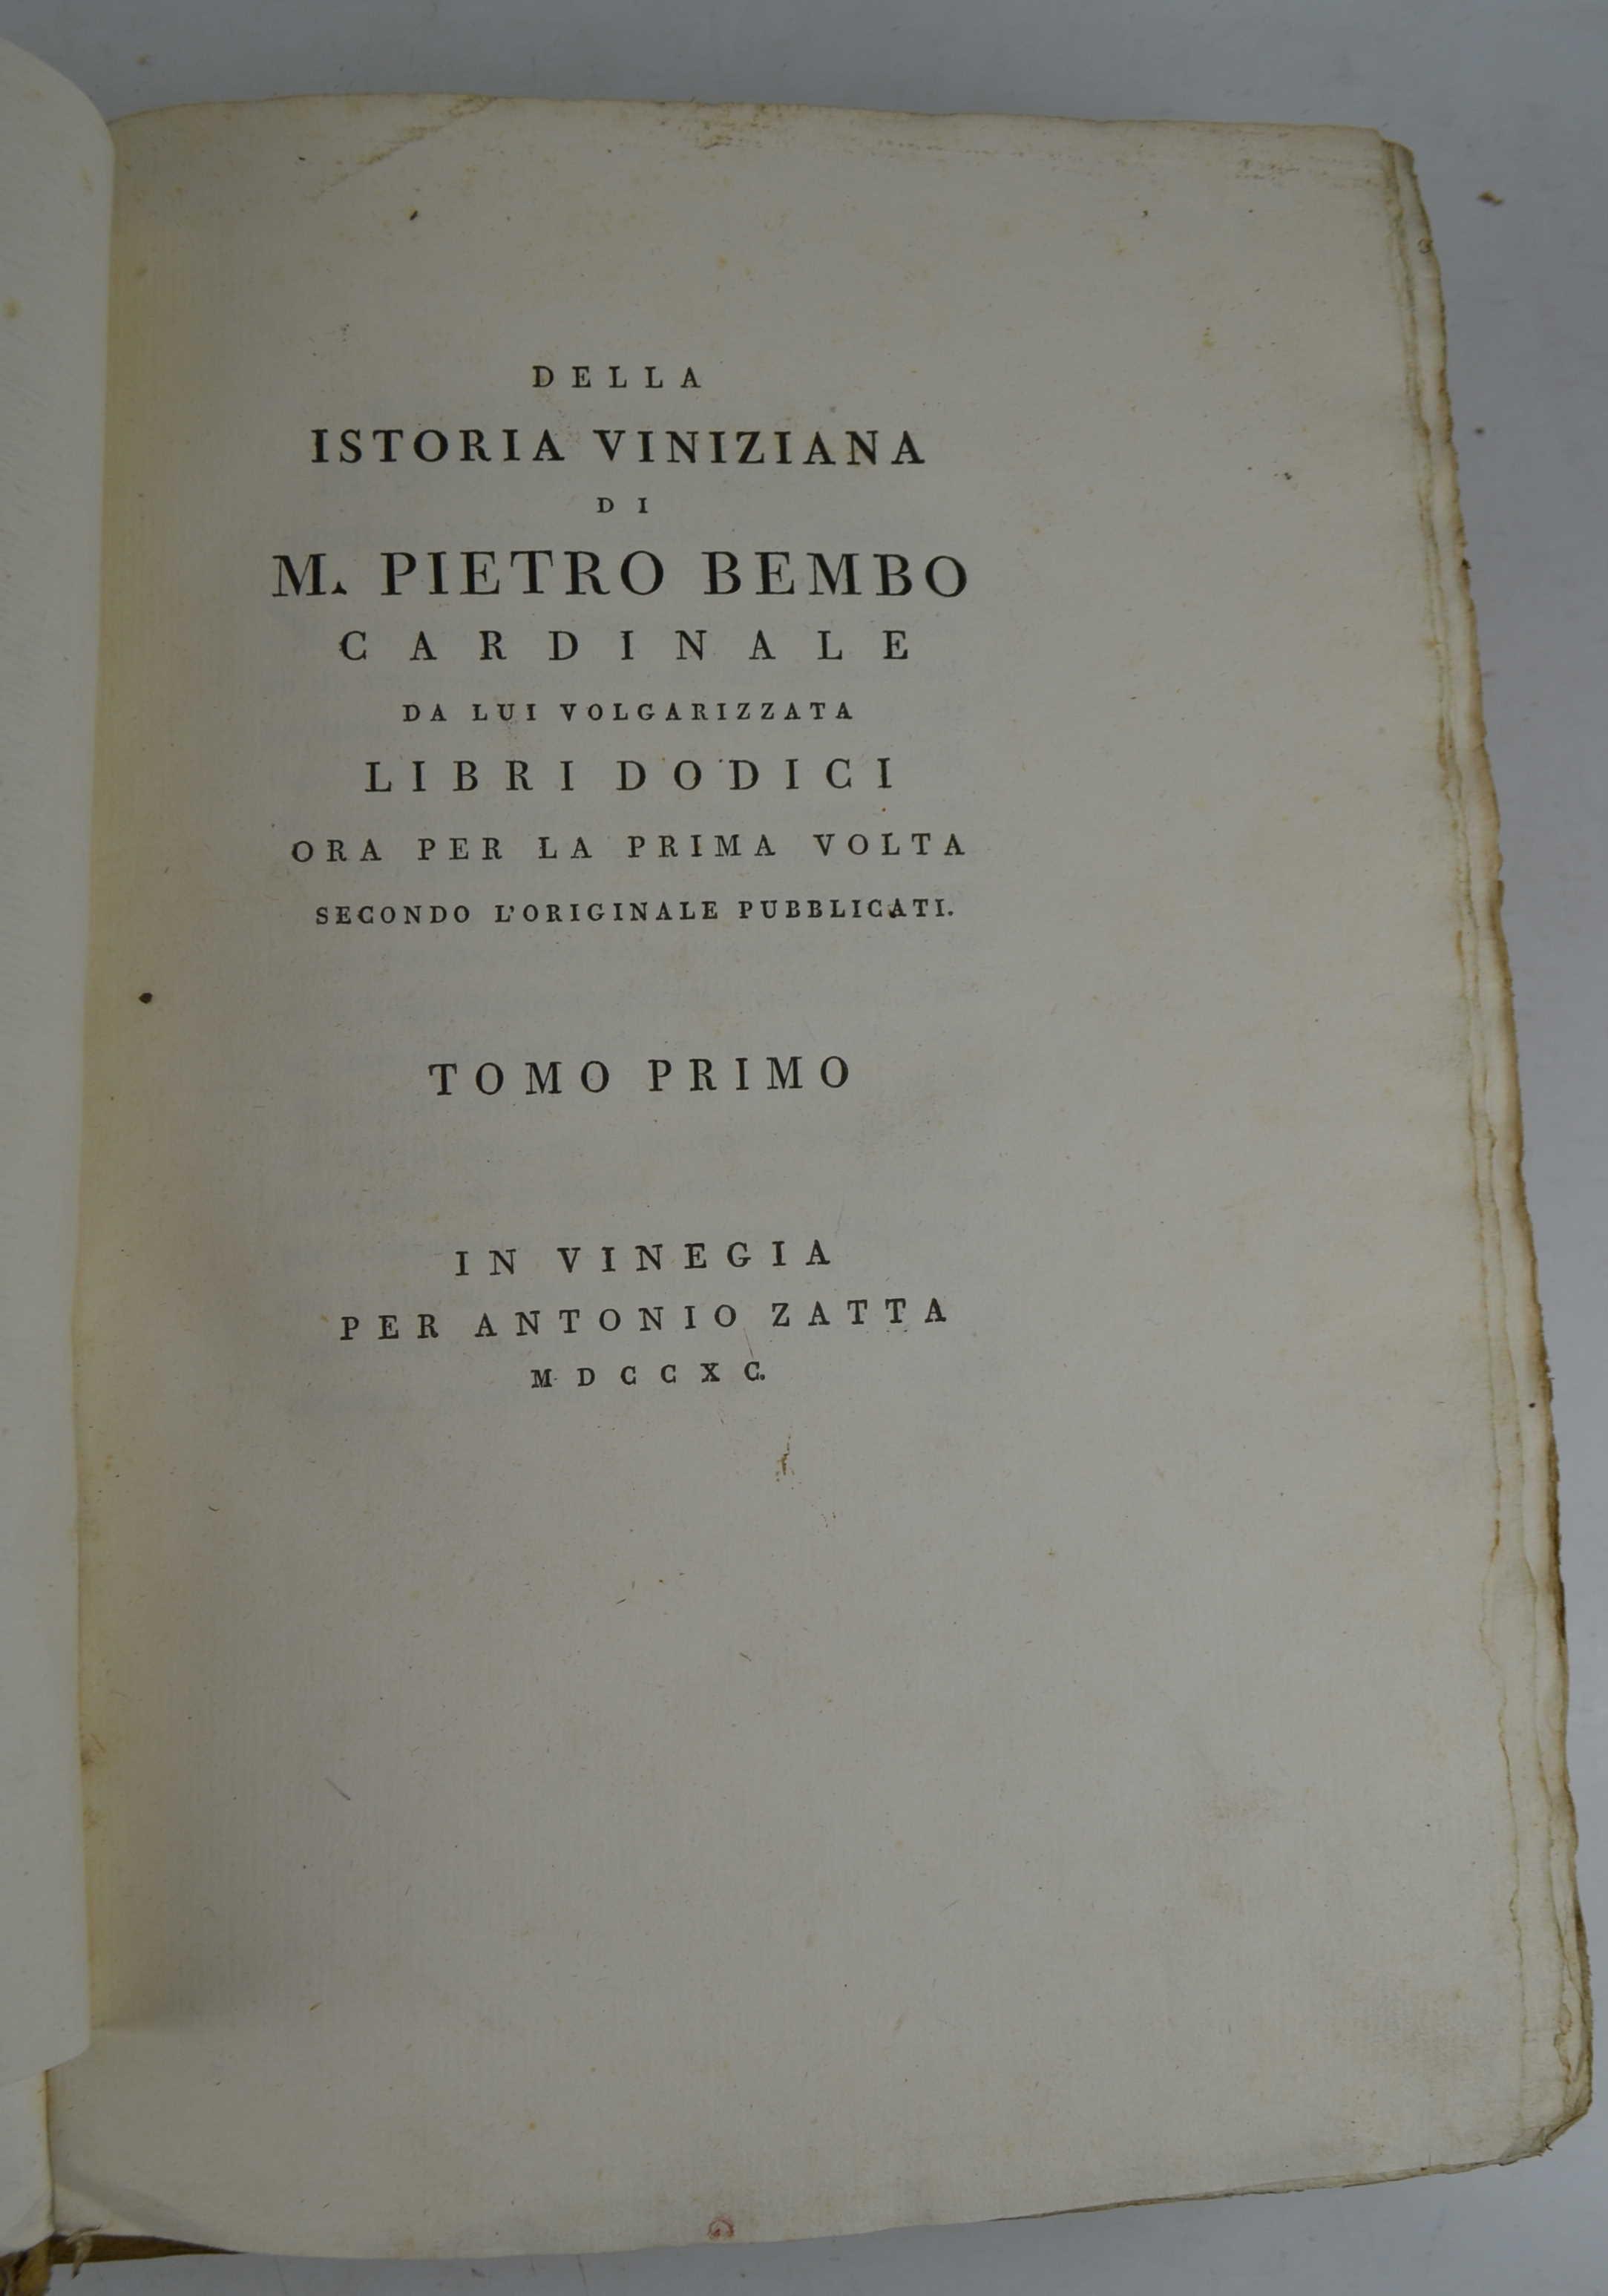 DELLA
ISTORIA VINIZIANA
DI
M. PIETRO BEMBO
CARDINALE
DA LUI VOLGARIZZATA
LIBRI DODICI
ORA PER LA PRIMA VOLTA
SECONDO L'ORIGINALE PUBBLICATI.
TOMO PRIMO
IN VINEGIA
PER ANTONIO ZATTA
MDCCXC.